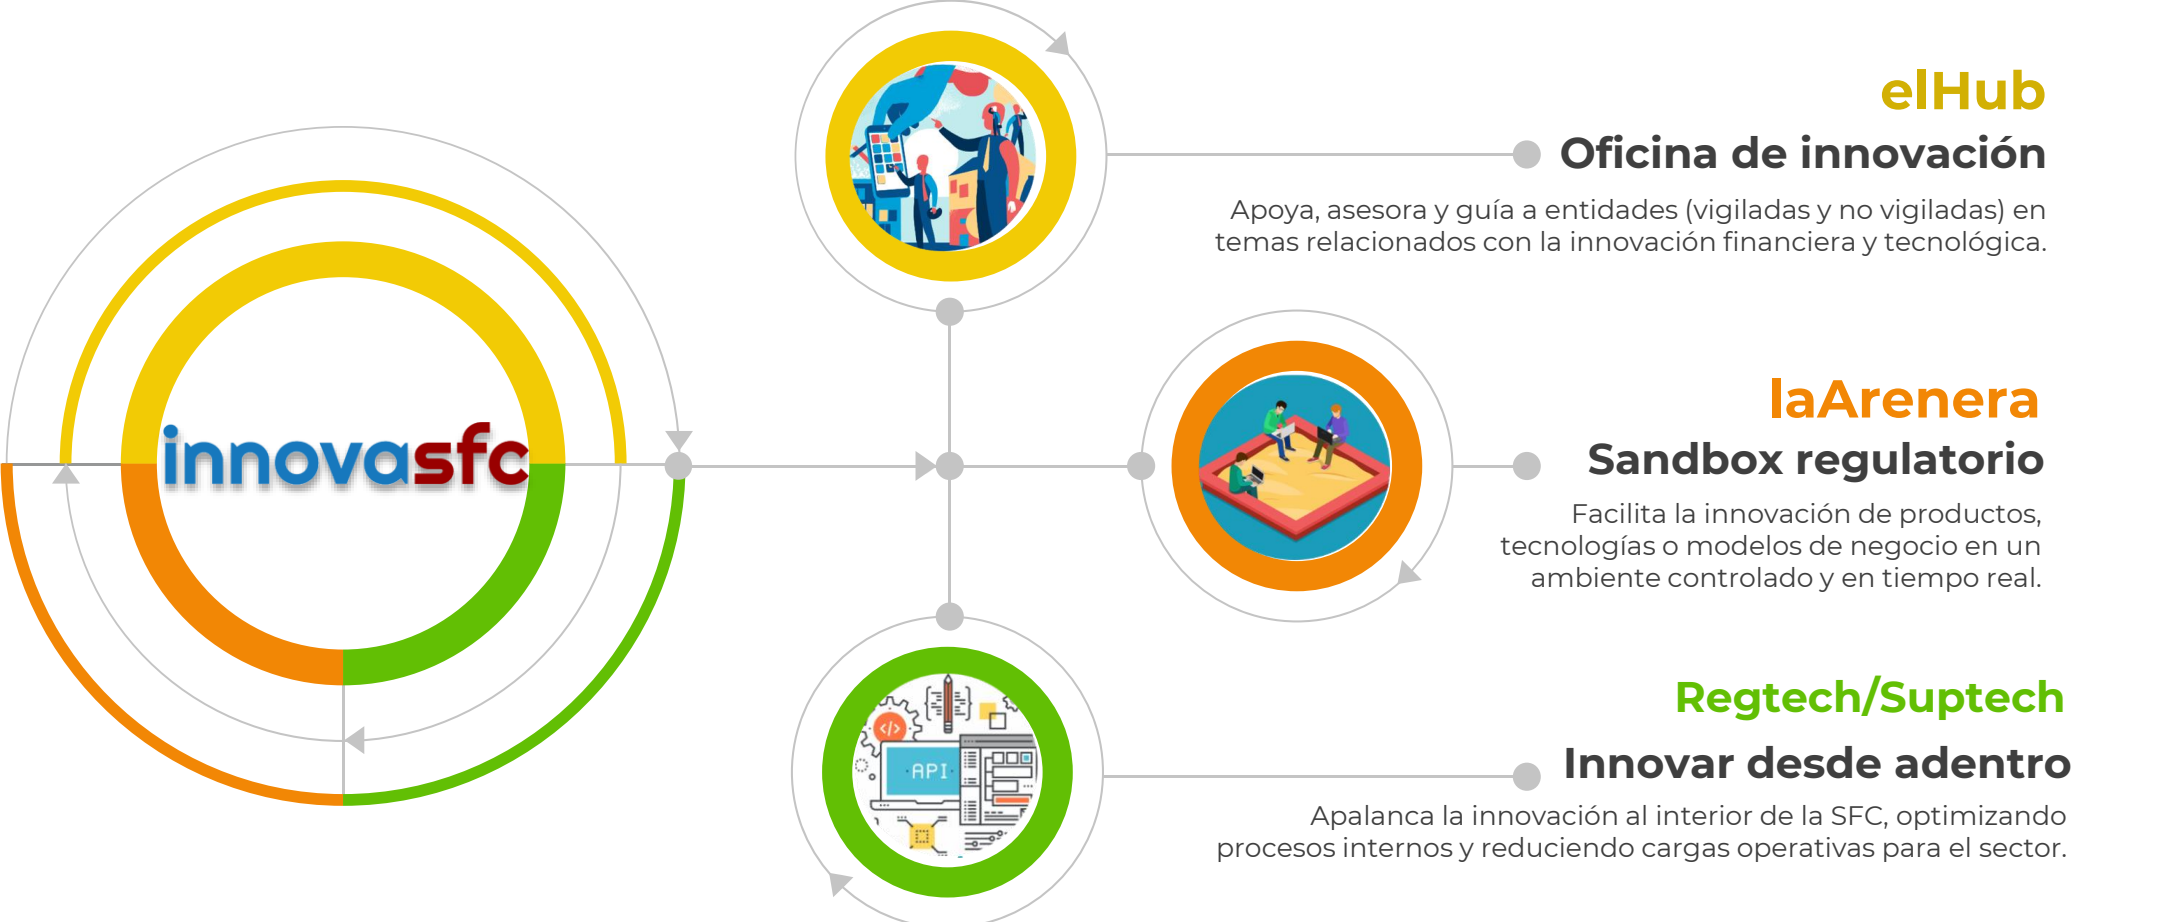 innovasfc
elHub
Oficina de innovación
Apoya, asesora y guía a entidades (vigiladas y no vigiladas) en
temas relacionados con la innovación financiera y tecnológica.
laArenera
Sandbox regulatorio
Facilita la innovación de productos,
tecnologías o modelos de negocio en un
ambiente controlado y en tiempo real.
</>
API
Regtech/Suptech
Innovar desde adentro
Apalanca la innovación al interior de la SFC, optimizando
procesos internos y reduciendo cargas operativas para el sector.